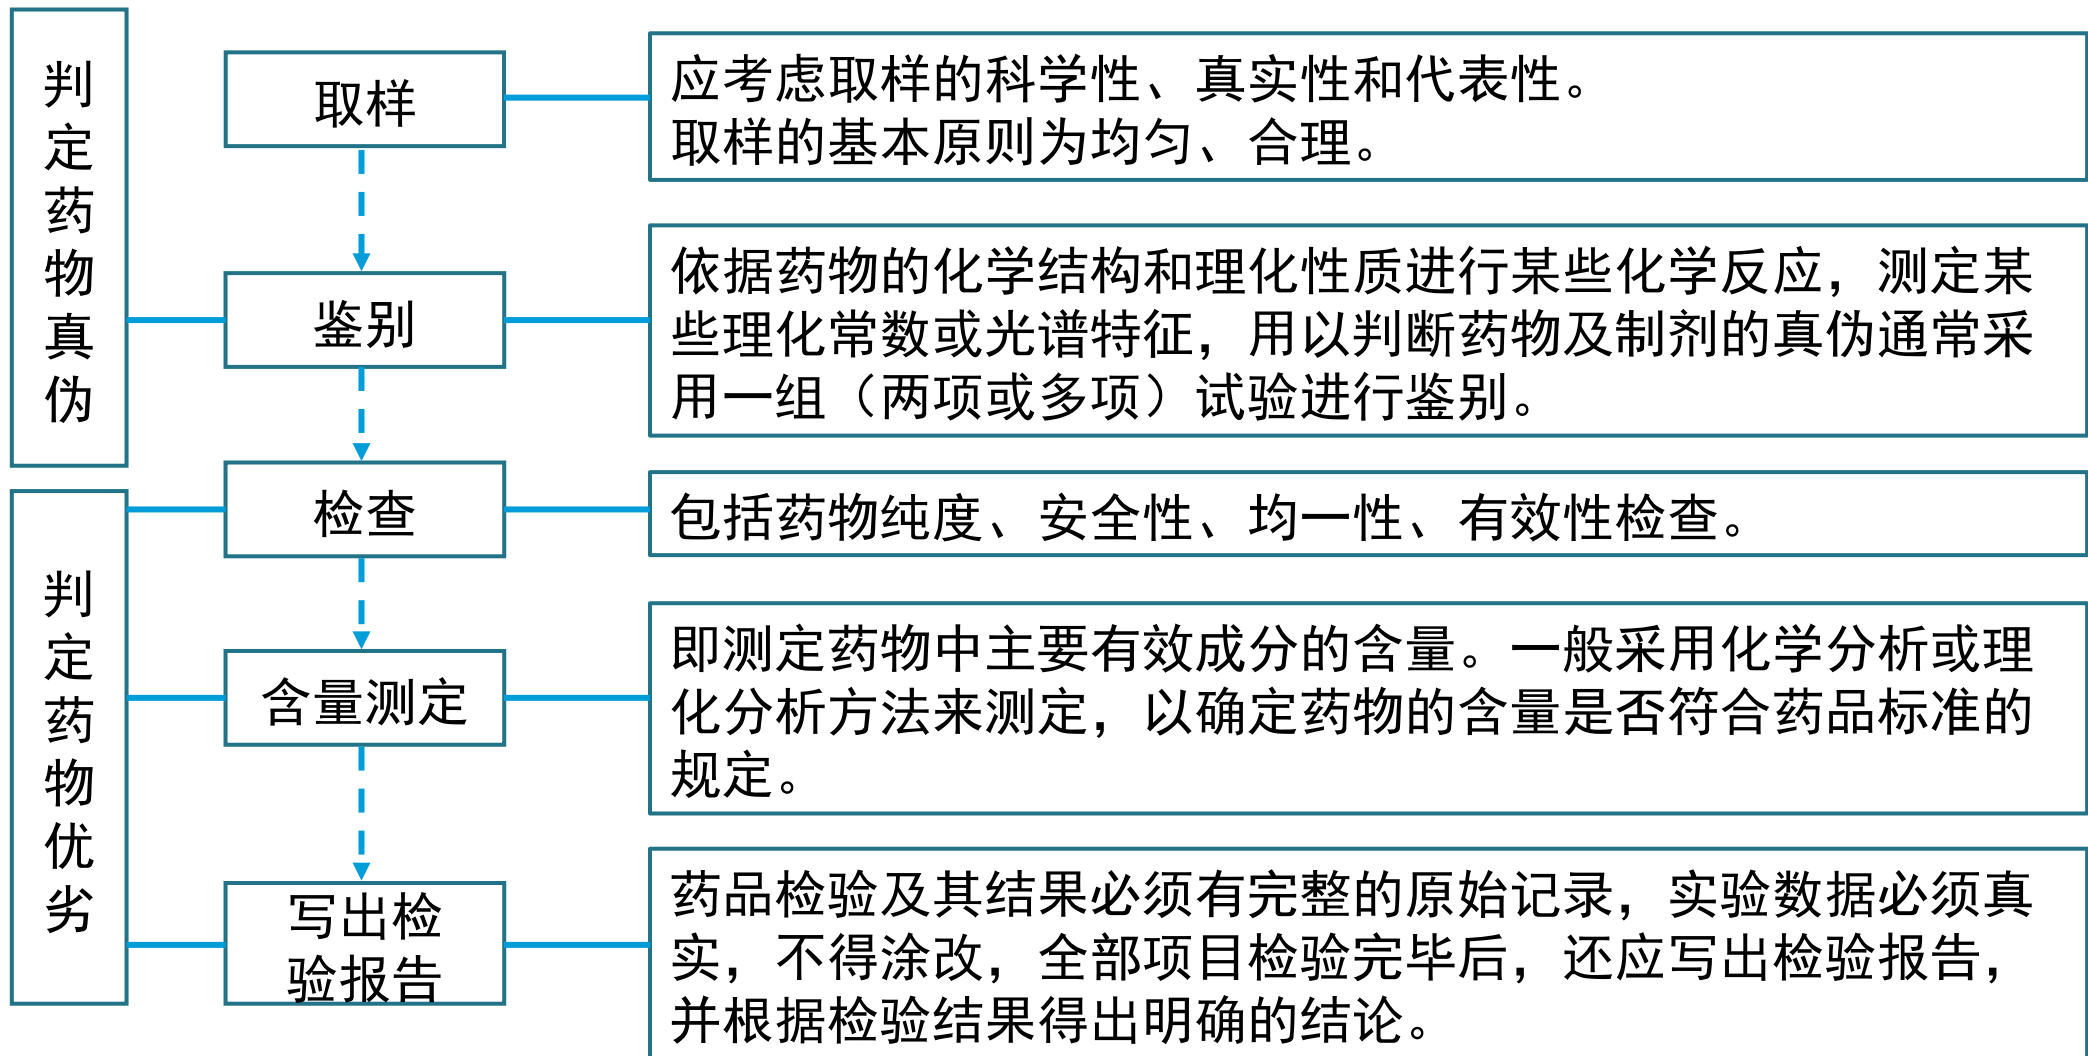 判定药物真伪
取样
应考虑取样的科学性、真实性和代表性。
取样的基本原则为均匀、合理。
鉴别
依据药物的化学结构和理化性质进行某些化学反应，测定某
些理化常数或光谱特征，用以判断药物及制剂的真伪通常采
用一组（两项或多项）试验进行鉴别。
判定药物优劣
检查
包括药物纯度、安全性、均一性、有效性检查。
含量测定
即测定药物中主要有效成分的含量。一般采用化学分析或理
化分析方法来测定，以确定药物的含量是否符合药品标准的
规定。
写出检
验报告
药品检验及其结果必须有完整的原始记录，实验数据必须真
实，不得涂改，全部项目检验完毕后，还应写出检验报告，
并根据检验结果得出明确的结论。